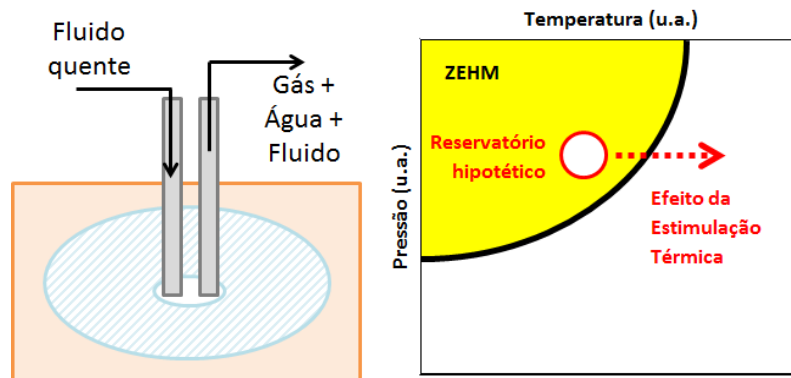 Fluido
quente
Gás +
Água +
Fluido
Temperatura (u.a.)
Pressão (u.a.)
ZEHM
Reservatório
hipotético
Efeito da
Estimulação
Térmica